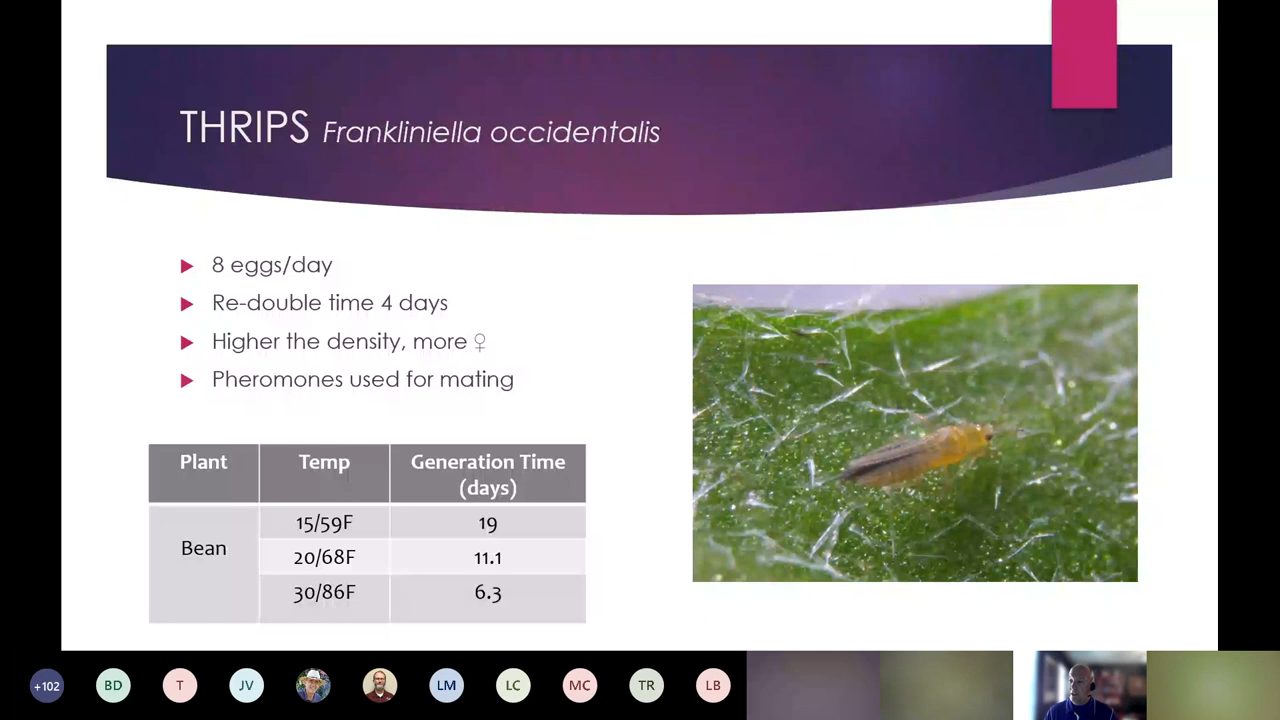 THRIPS Frankliniella occidentalis
8 eggs/day
Re-double time 4 days
Higher the density, more ♀
Pheromones used for mating
Plant Temp Generation Time (days)
Bean
15/59F 19
20/68F 11.1
30/86F 6.3
+102 BD T JV LM LC MC TR LB